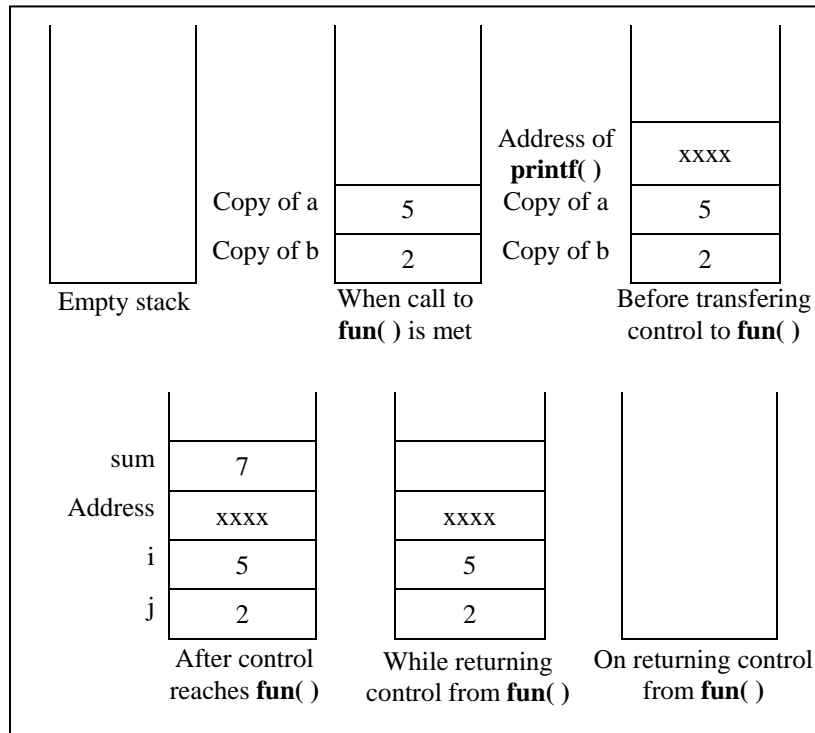 Address of
printf( )
xxxx
Copy of a
5
Copy of a
5
Copy of b
2
Copy of b
2
Empty stack
When call to
fun( ) is met
Before transfering
control to fun( )
sum
7
Address
xxxx
xxxx
i
5
5
j
2
2
After control
reaches fun( )
While returning
control from fun( )
On returning control
from fun( )